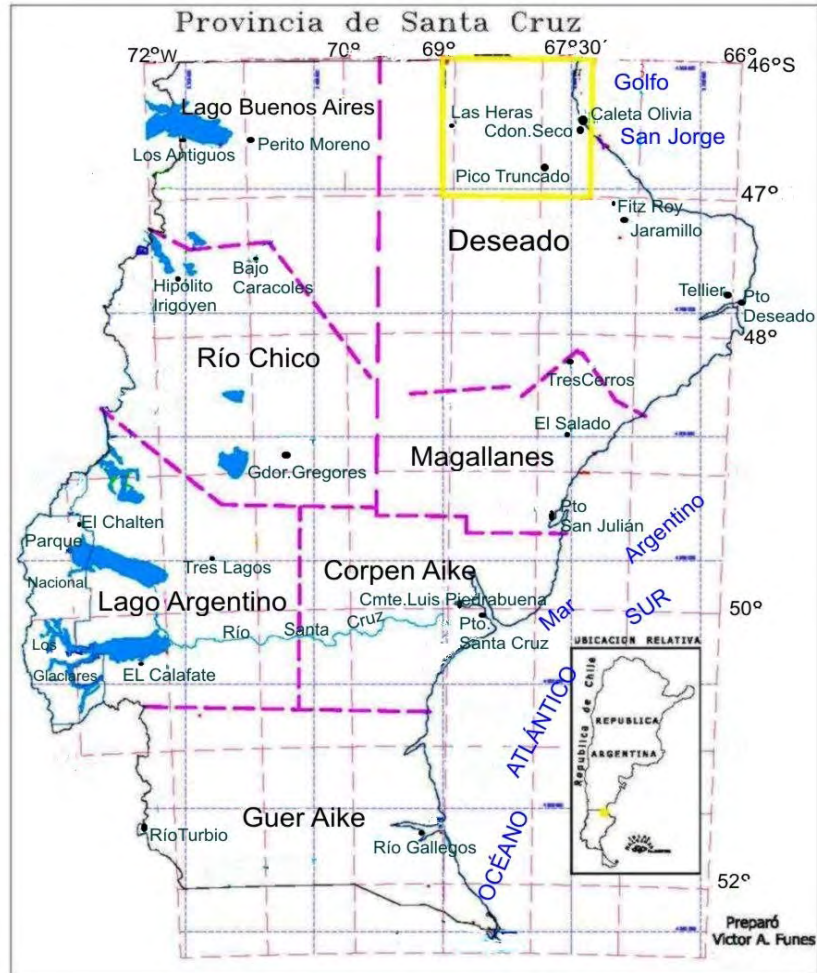 Provincia de Santa Cruz
72°W
70°
69°
67°30'
66°
46°S
Golfo
Lago Buenos Aires
Las Heras
Caleta Olivia
Cdon.Seco
San Jorge
Los Antiguos
Perito Moreno
Pico Truncado
47°
Fitz Roy
Deseado
Jaramillo
Hipólito
Irigoyen
Bajo
Caracoles
Tellier
Pto
Deseado
48°
Río Chico
TresCerros
El Salado
Magallanes
Gdor.Gregores
Pto
San Julián
El Chalten
Parque
Argentino
Nacional
Tres Lagos
Corpen Aike
Lago Argentino
Cmte.Luis Piedrabuena
Mar
SUR
50°
Río Santa Cruz
Pto.
Santa Cruz
Los
Glaciares
EL Calafate
UBICACION RELATIVA
Republica de Chile
REPUBLICA
ARGENTINA
ATLÁNTICO
OCÉANO
Guer Aike
RíoTurbio
Río Gallegos
52°
Preparó
Victor A. Funes